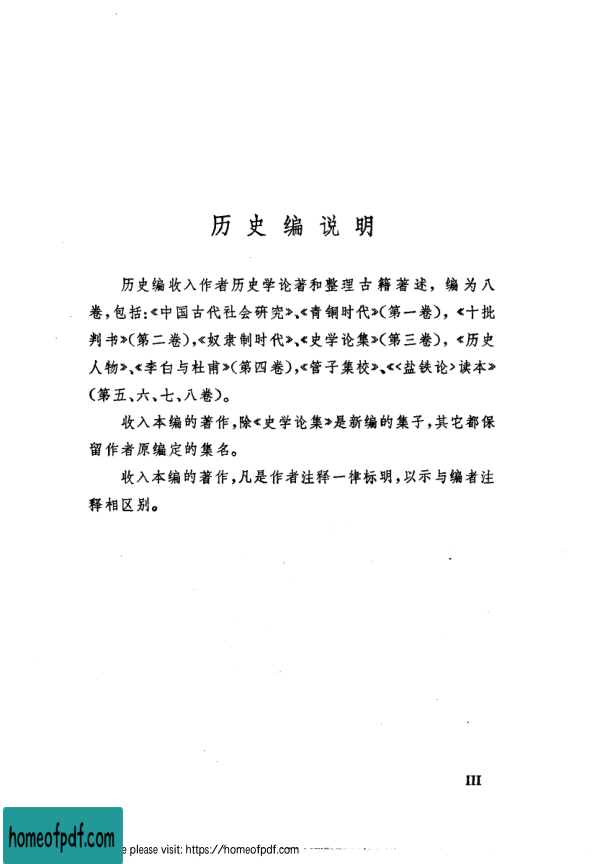 历史编说明
历史编收入作者历史学论著和整理古籍著述，编为八
卷，包括：《中国古代社会研究》、《青铜时代》（第一卷），《十批
判书》（第二卷），《奴隶制时代》、《史学论集》（第三卷），《历史
人物》、《李白与杜甫》（第四卷），《管子集校》、《<盐铁论>读本》
（第五、六、七、八卷）。
收入本编的著作，除《史学论集》是新编的集子，其它都保
留作者原编定的集名。
收入本编的著作，凡是作者注释一律标明，以示与编者注
释相区别。
III
homeofpdf.com
please visit: https://homeofpdf.com